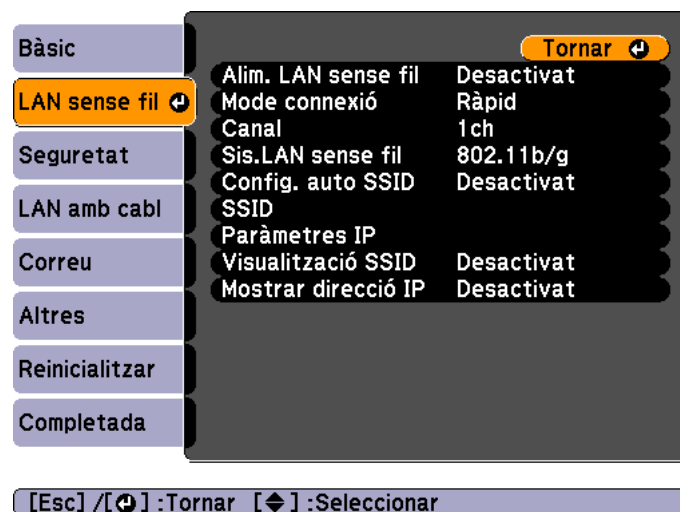 Bàsic
LAN sense fil
Seguretat
LAN amb cabl
Correu
Altres
Reinicialitzar
Completada
Tornar
Alim. LAN sense fil Desactivat
Mode connexió Ràpid
Canal 1ch
Sis.LAN sense fil 802.11b/g
Config. auto SSID Desactivat
SSID
Paràmetres IP
Visualització SSID Desactivat
Mostrar direcció IP Desactivat
[Esc] /[⏎] :Tornar [◆] :Seleccionar